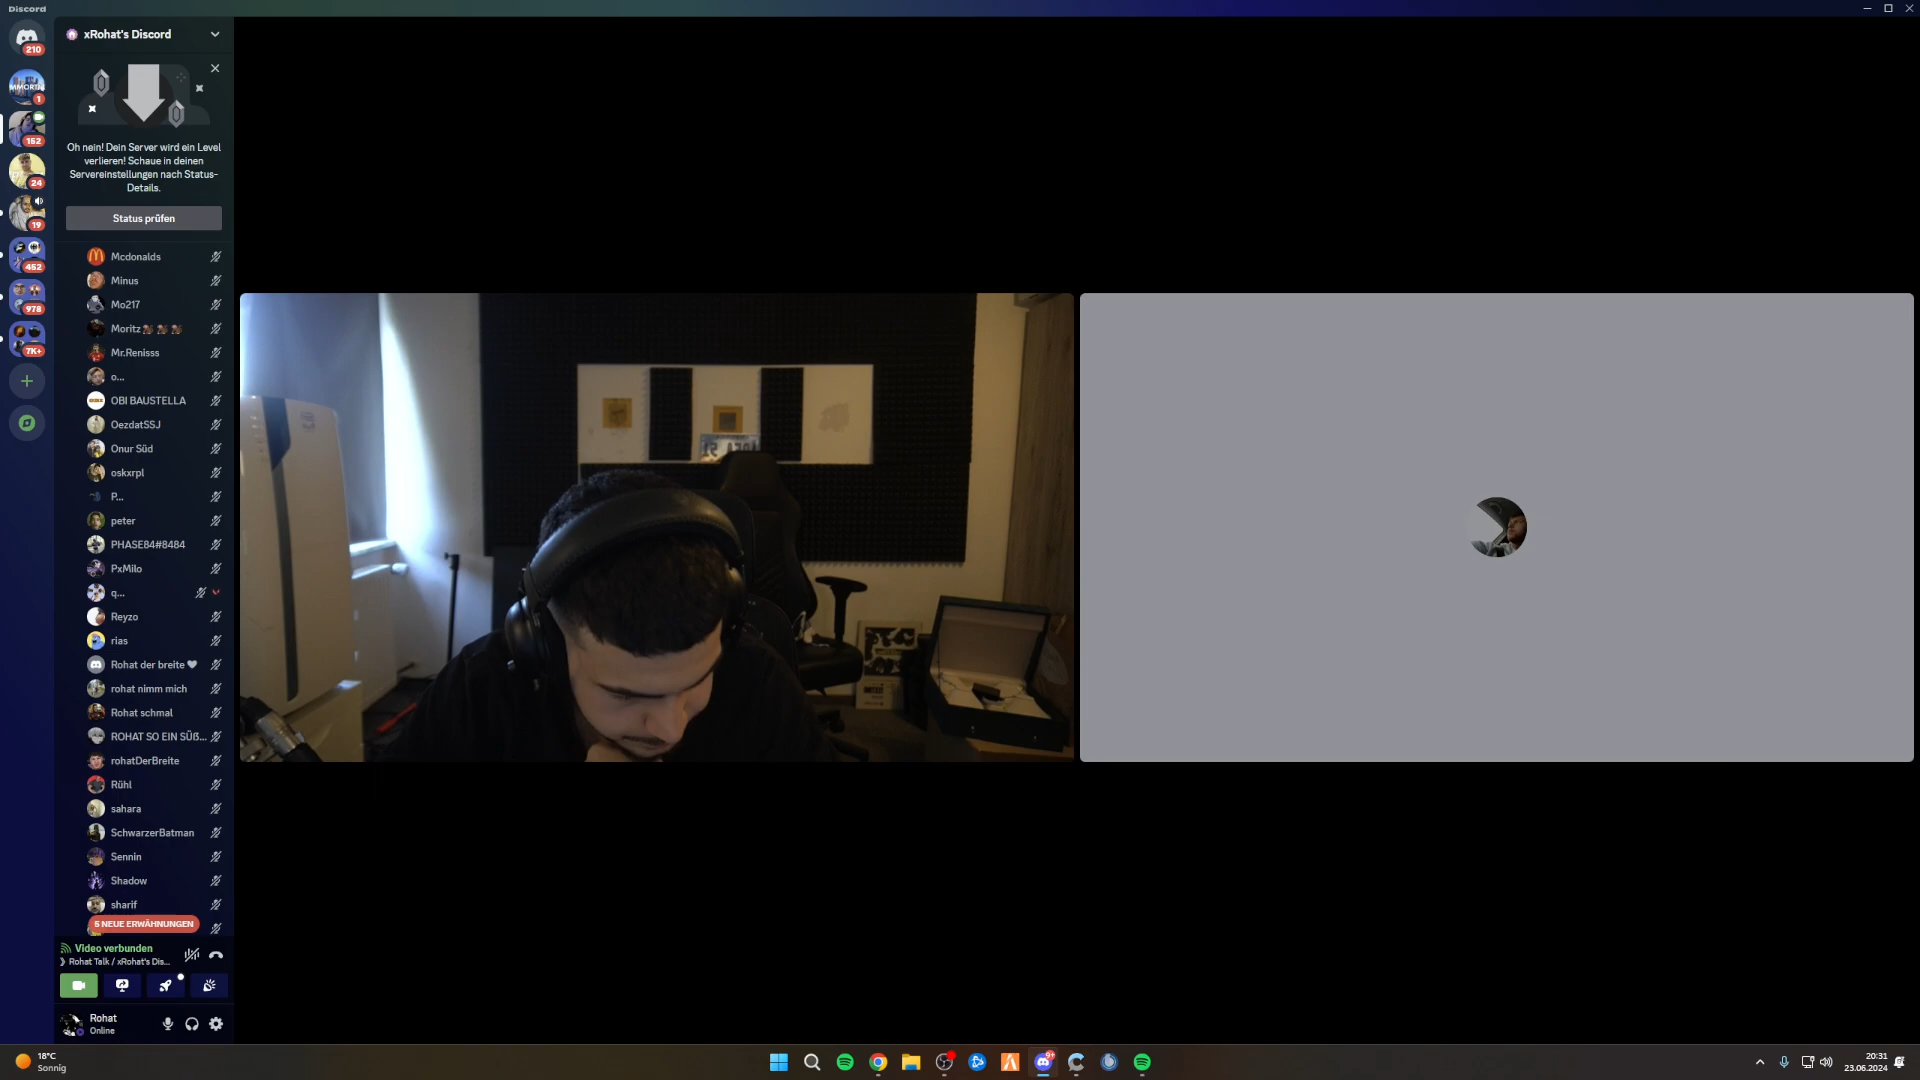 Discord
210
xRohat's Discord
1
152
24
19
452
978
7K+
Oh nein! Dein Server wird ein Level
verlieren! Schaue in deinen
Servereinstellungen nach Status-
Details.
Status prüfen
Mcdonalds
Minus
Mo217
Moritz
Mr.Renisss
o...
OBI BAUSTELLA
OezdatSSJ
Onur Süd
oskxrpl
P...
peter
PHASE84#8484
PxMilo
q...
Reyzo
rias
Rohat der breite
rohat nimm mich
Rohat schmal
ROHAT SO EIN SÜß...
rohatDerBreite
Rühl
sahara
SchwarzerBatman
Sennin
Shadow
sharif
5 NEUE ERWÄHNUNGEN
Video verbunden
Rohat Talk / xRohat's Dis...
Rohat
Online
18°C
Sonnig
20:31
23.06.2024